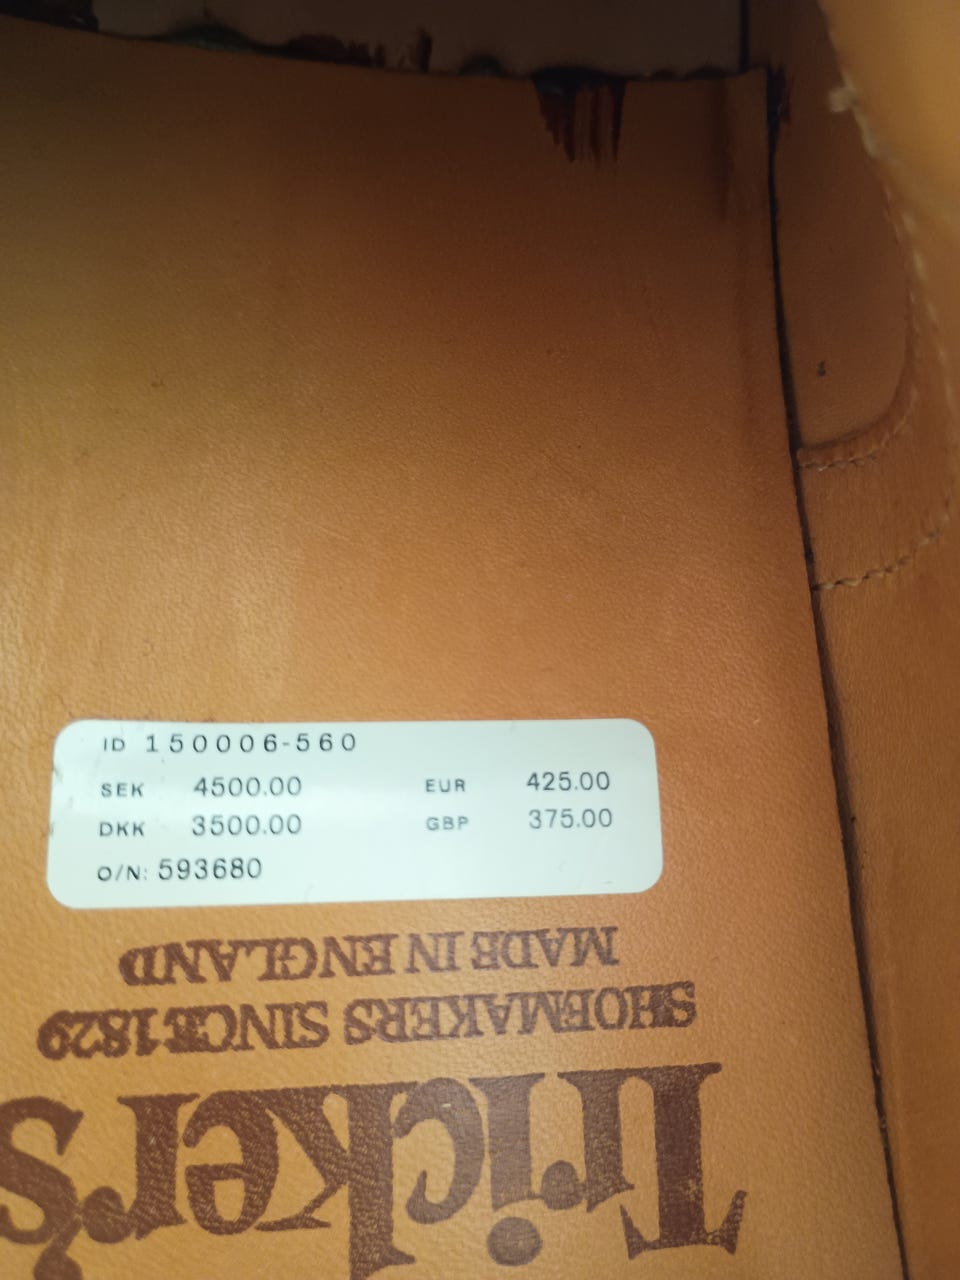 ID 150006-560
SEK 4500.00 EUR 425.00
DKK 3500.00 GBP 375.00
O/N: 593680
Tricker's
SHOEMAKERS SINCE 1829
MADE IN ENGLAND